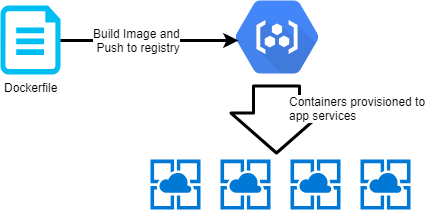 Build Image and
Push to registry
Dockerfile
Containers provisioned to
app services